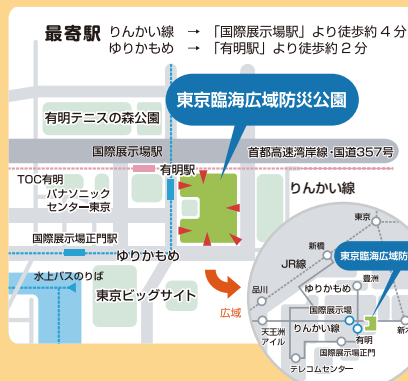 最寄駅 りんかい線 → 「国際展示場駅」より徒歩約4分
ゆりかもめ → 「有明駅」より徒歩約2分
東京臨海広域防災公園
有明テニスの森公園
国際展示場駅
首都高速湾岸線・国道357号
有明駅
TOC有明
りんかい線
パナソニック
センター東京
国際展示場正門駅
ゆりかもめ
水上バスのりば
東京ビッグサイト
広域
東京
新橋
JR線
東京臨海広域防
品川
ゆりかもめ
豊洲
国際展示場
天王洲
アイル
りんかい線
有明
新木
国際展示場正門
テレコムセンター